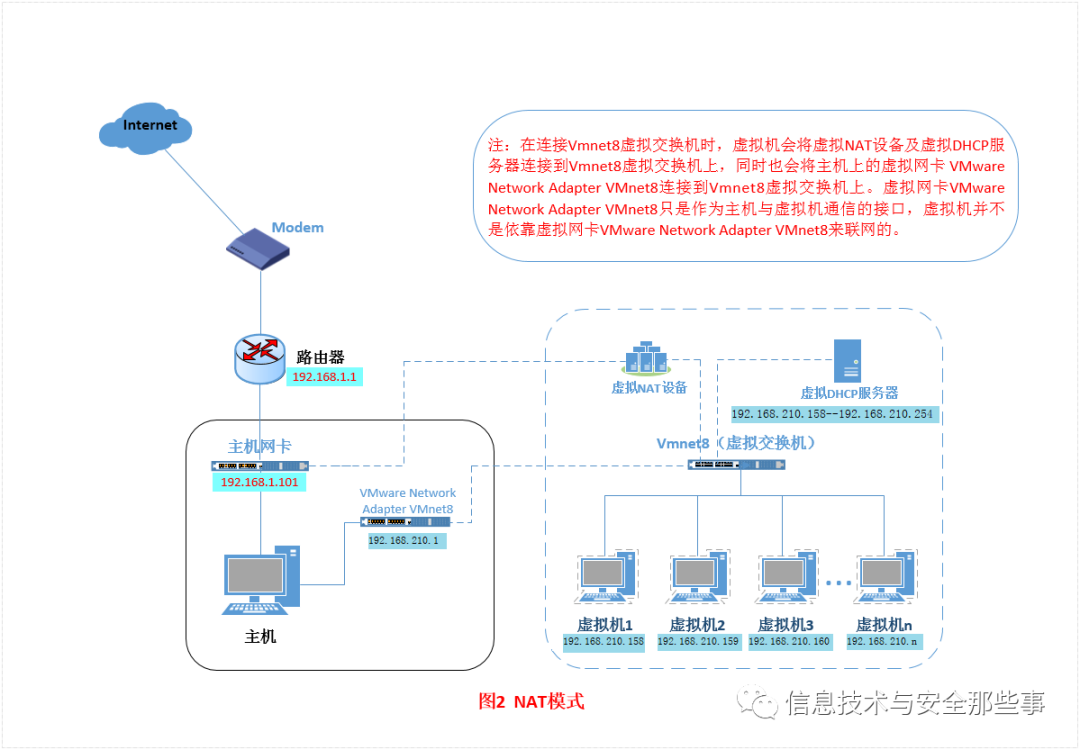 Internet
注：在连接Vmnet8虚拟交换机时，虚拟机会将虚拟NAT设备及虚拟DHCP服
务器连接到Vmnet8虚拟交换机上，同时也会将主机上的虚拟网卡 VMware
Network Adapter VMnet8连接到Vmnet8虚拟交换机上。虚拟网卡VMware
Network Adapter VMnet8只是作为主机与虚拟机通信的接口，虚拟机并不
是依靠虚拟网卡VMware Network Adapter VMnet8来联网的。
Modem
路由器
192.168.1.1
虚拟NAT设备
虚拟DHCP服务器
192.168.210.158--192.168.210.254
Vmnet8（虚拟交换机）
主机网卡
192.168.1.101
VMware Network
Adapter VMnet8
192.168.210.1
主机
虚拟机1
192.168.210.158
虚拟机2
192.168.210.159
虚拟机3
192.168.210.160
虚拟机n
192.168.210.n
图2 NAT模式
信息技术与安全那些事